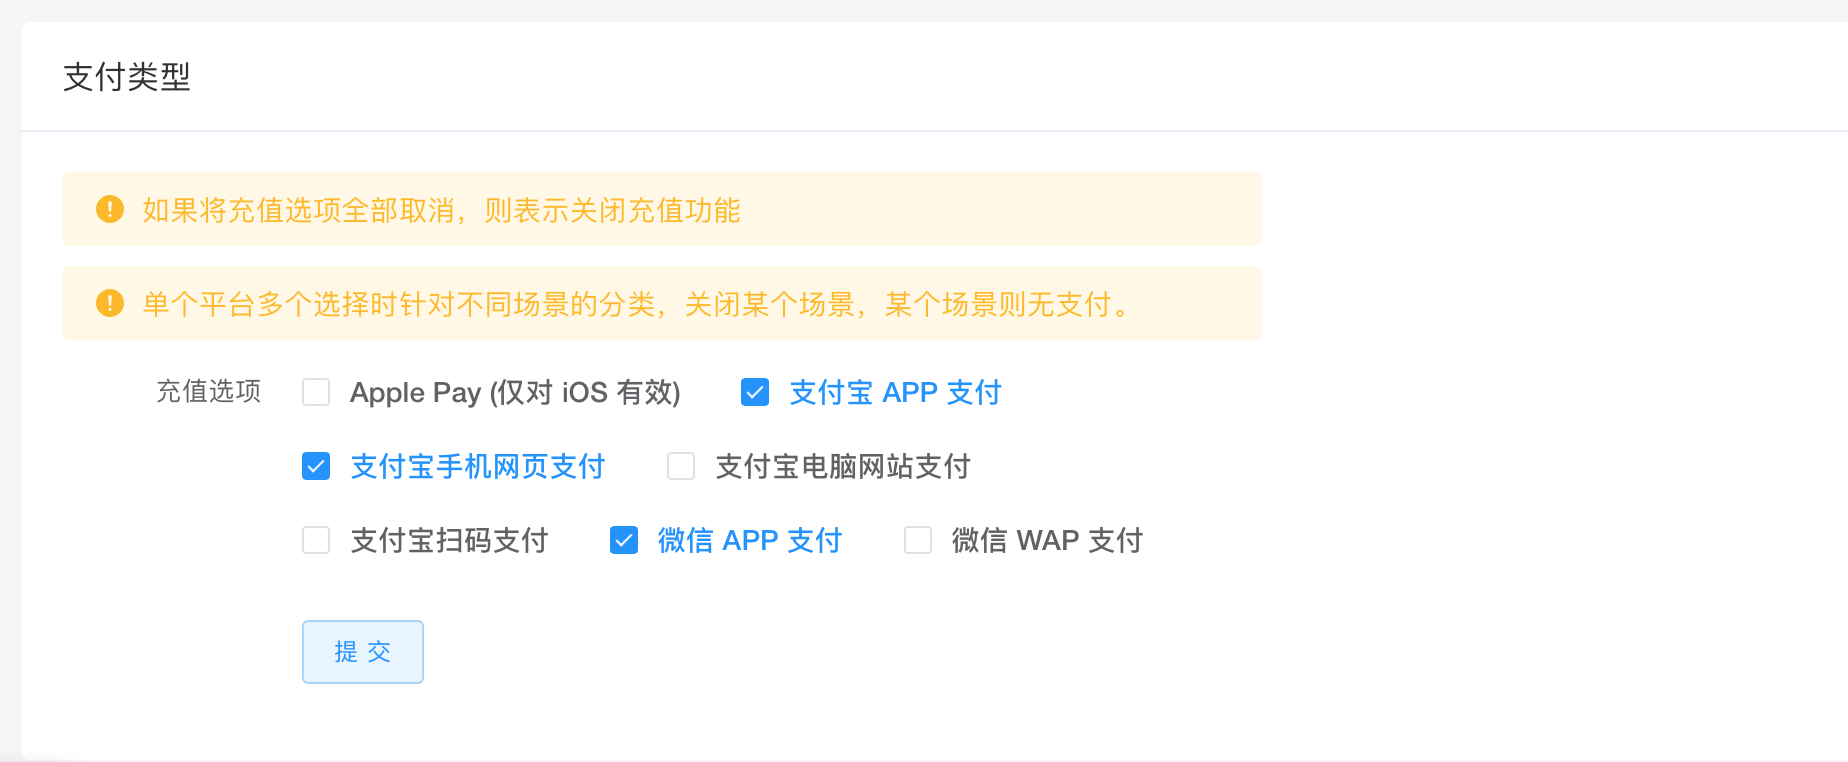 支付类型
如果将充值选项全部取消，则表示关闭充值功能
单个平台多个选择时针对不同场景的分类，关闭某个场景，某个场景则无支付。
充值选项 Apple Pay (仅对 iOS 有效) 支付宝 APP 支付
支付宝手机网页支付 支付宝电脑网站支付
支付宝扫码支付 微信 APP 支付 微信 WAP 支付
提 交